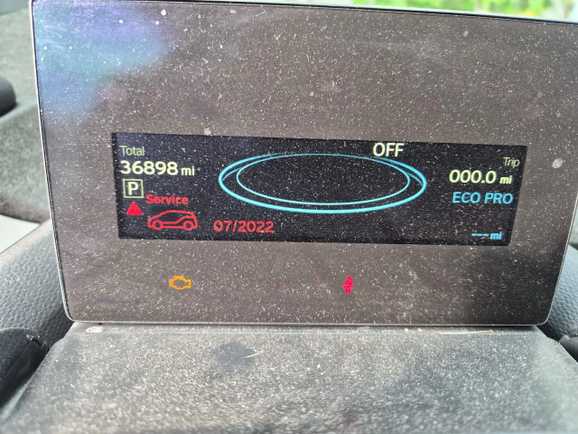 OFF
Total
36898 mi
Trip
000.0 mi
P
ECO PRO
Service
07/2022
--- mi